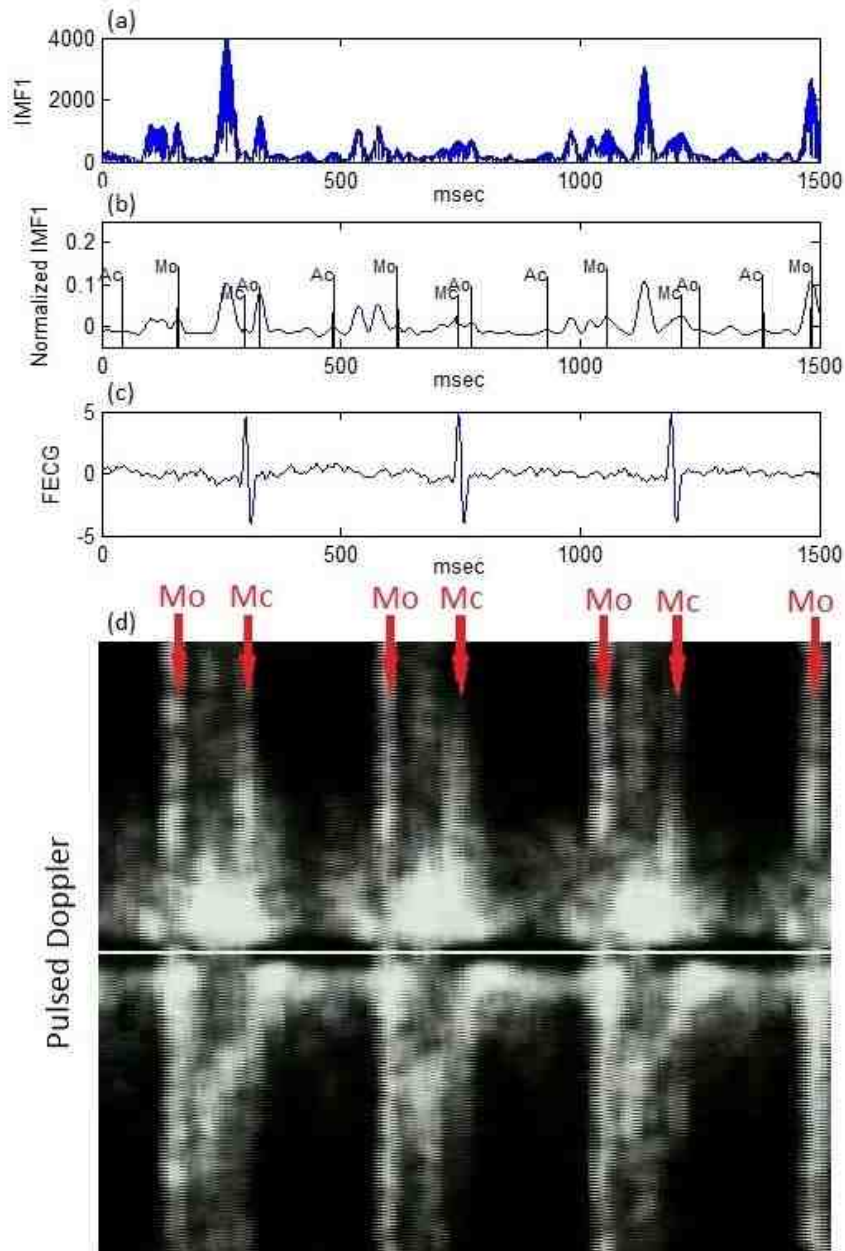 (a)
4000
2000
0
IMF1
0 500 1000 1500
msec
(b)
0.2
0.1
0
Normalized IMF1
Ac Mo Mc Ao Ac Mo Mc Ao Ac Mo Mc Ao Ac Mo
0 500 1000 1500
msec
(c)
5
0
-5
FECG
0 500 1000 1500
msec
(d)
Mo Mc Mo Mc Mo Mc Mo
Pulsed Doppler